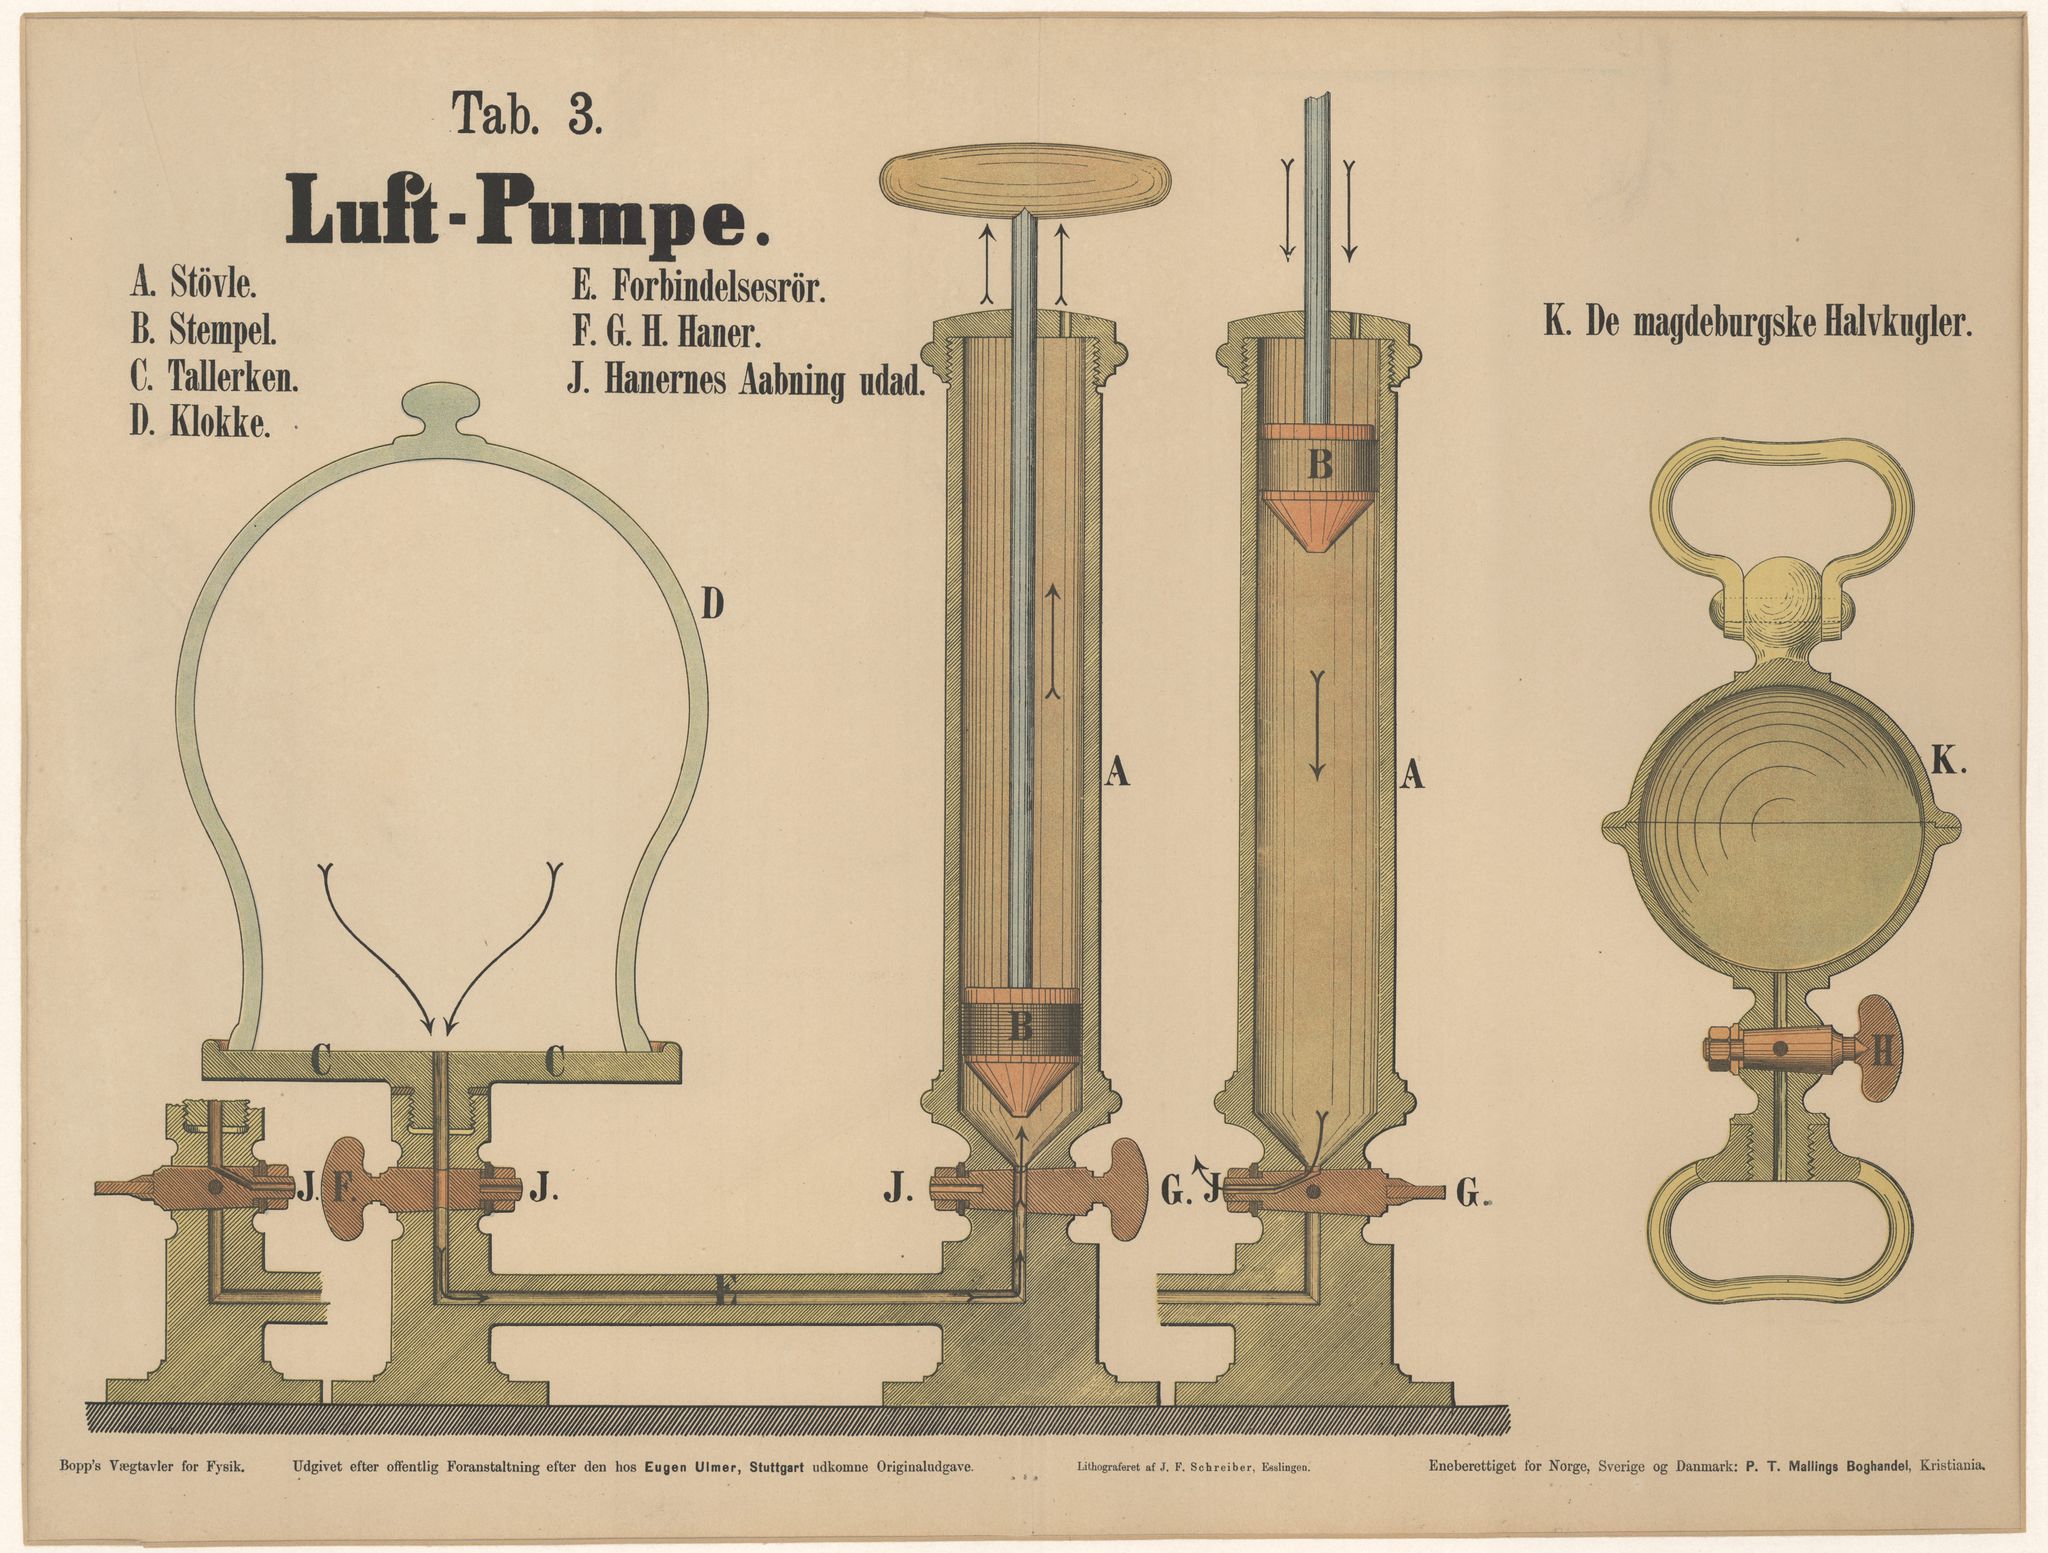 Tab. 3.
Luft-Pumpe.
A. Stövle.
B. Stempel.
C. Tallerken.
D. Klokke.
E. Forbindelsesrör.
F. G. H. Haner.
J. Hanernes Aabning udad.
K. De magdeburgske Halvkugler.
B
D
A
A
K.
B
C
C
H
J.
F.
J.
J.
G.
J
G.
E
Bopp's Vægtavler for Fysik.
Udgivet efter offentlig Foranstaltning efter den hos Eugen Ulmer, Stuttgart udkomne Originaludgave.
Lithograferet af J. F. Schreiber, Esslingen.
Eneberettiget for Norge, Sverige og Danmark: P. T. Mallings Boghandel, Kristiania.